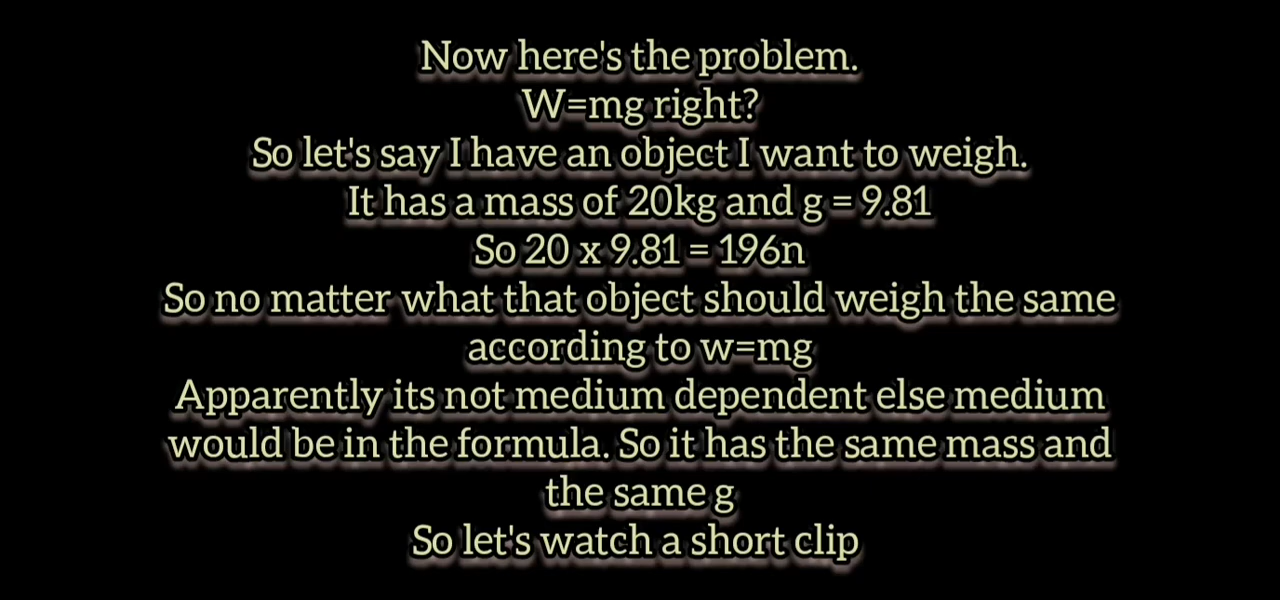 Now here's the problem.
W=mg right?
So let's say I have an object I want to weigh.
It has a mass of 20kg and g = 9.81
So 20 x 9.81 = 196n
So no matter what that object should weigh the same
according to w=mg
Apparently its not medium dependent else medium
would be in the formula. So it has the same mass and
the same g
So let's watch a short clip